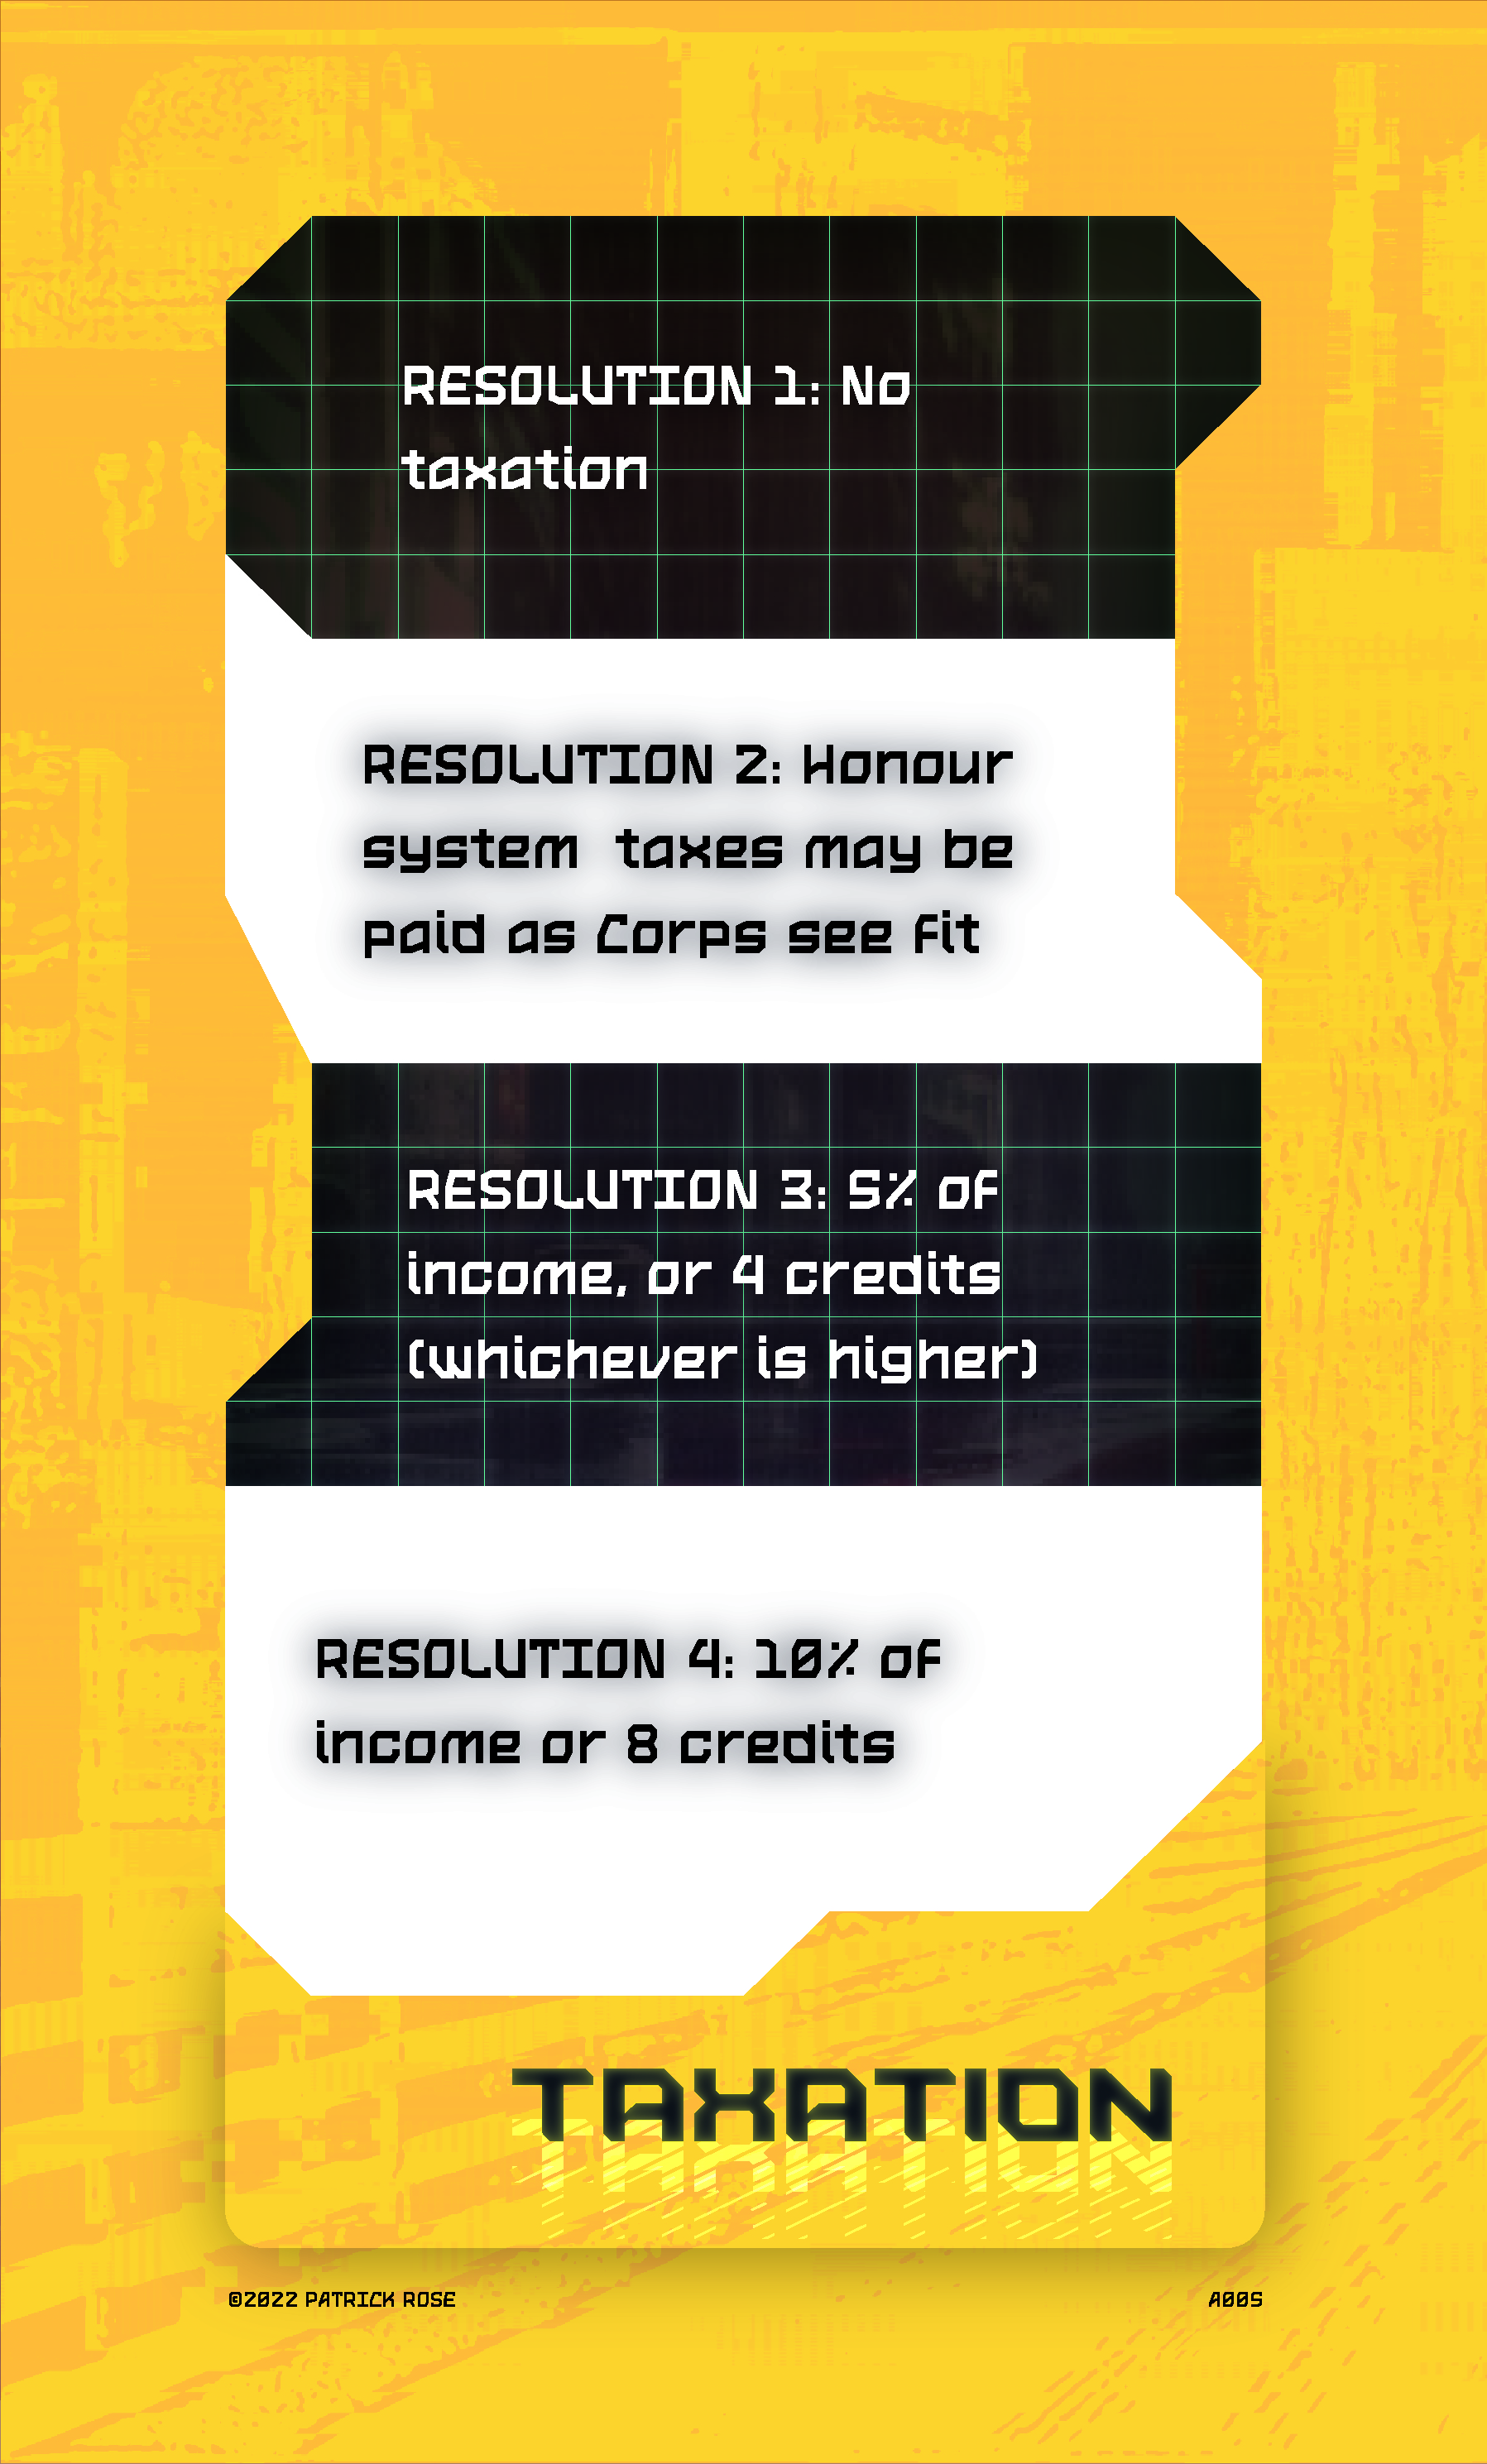 RESOLUTION 1: No
taxation
RESOLUTION 2: Honour
system  taxes may be
paid as Corps see fit
RESOLUTION 3: 5% of
income, or 4 credits
(whichever is higher)
RESOLUTION 4: 10% of
income or 8 credits
TAXATION
©2022 PATRICK ROSE
A005